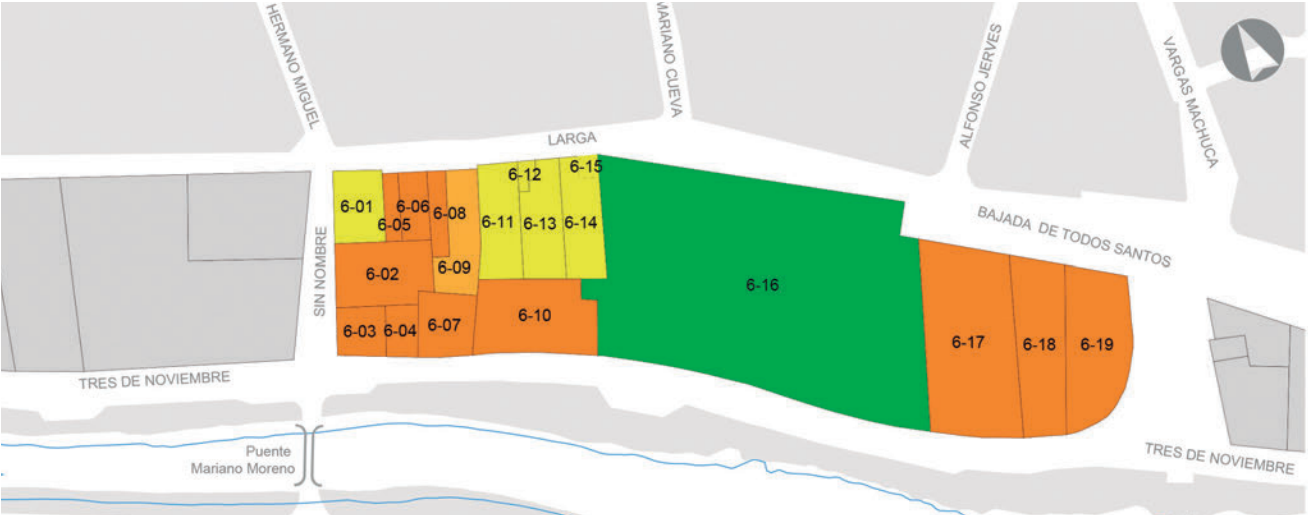 HERMANO MIGUEL
MARIANO CUEVA
ALFONSO JERVES
VARGAS MACHUCA
LARGA
BAJADA DE TODOS SANTOS
SIN NOMBRE
6-01
6-05
6-06
6-08
6-12
6-15
6-11
6-13
6-14
6-02
6-09
6-16
6-03
6-04
6-07
6-10
6-17
6-18
6-19
TRES DE NOVIEMBRE
TRES DE NOVIEMBRE
Puente
Mariano Moreno